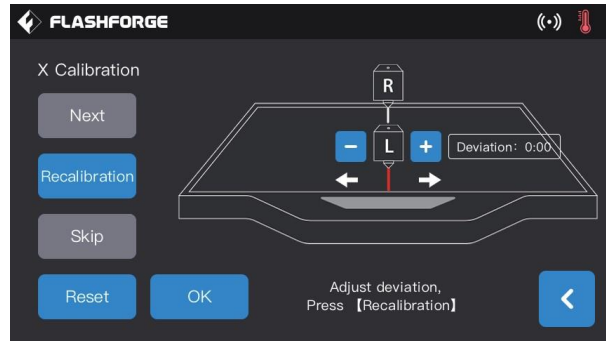 FLASHFORGE
X Calibration
Next
Recalibration
Skip
Reset
OK
R
L
− +
Deviation: 0:00
Adjust deviation,
Press 【Recalibration】